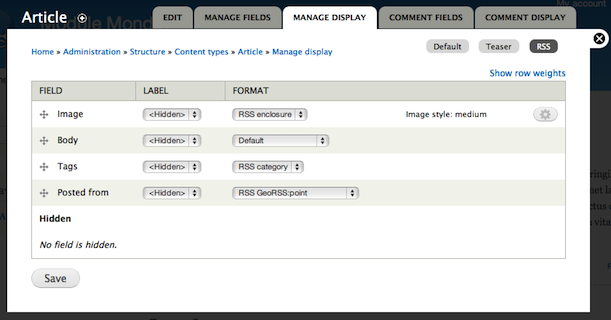 My account
Module Mond
Article
EDIT
MANAGE FIELDS
MANAGE DISPLAY
COMMENT FIELDS
COMMENT DISPLAY
Home » Administration » Structure » Content types » Article » Manage display
Default
Teaser
RSS
Show row weights
FIELD LABEL FORMAT
Image <Hidden> RSS enclosure Image style: medium
Body <Hidden> Default
Tags <Hidden> RSS category
Posted from <Hidden> RSS GeoRSS:point
Hidden
No field is hidden.
Save